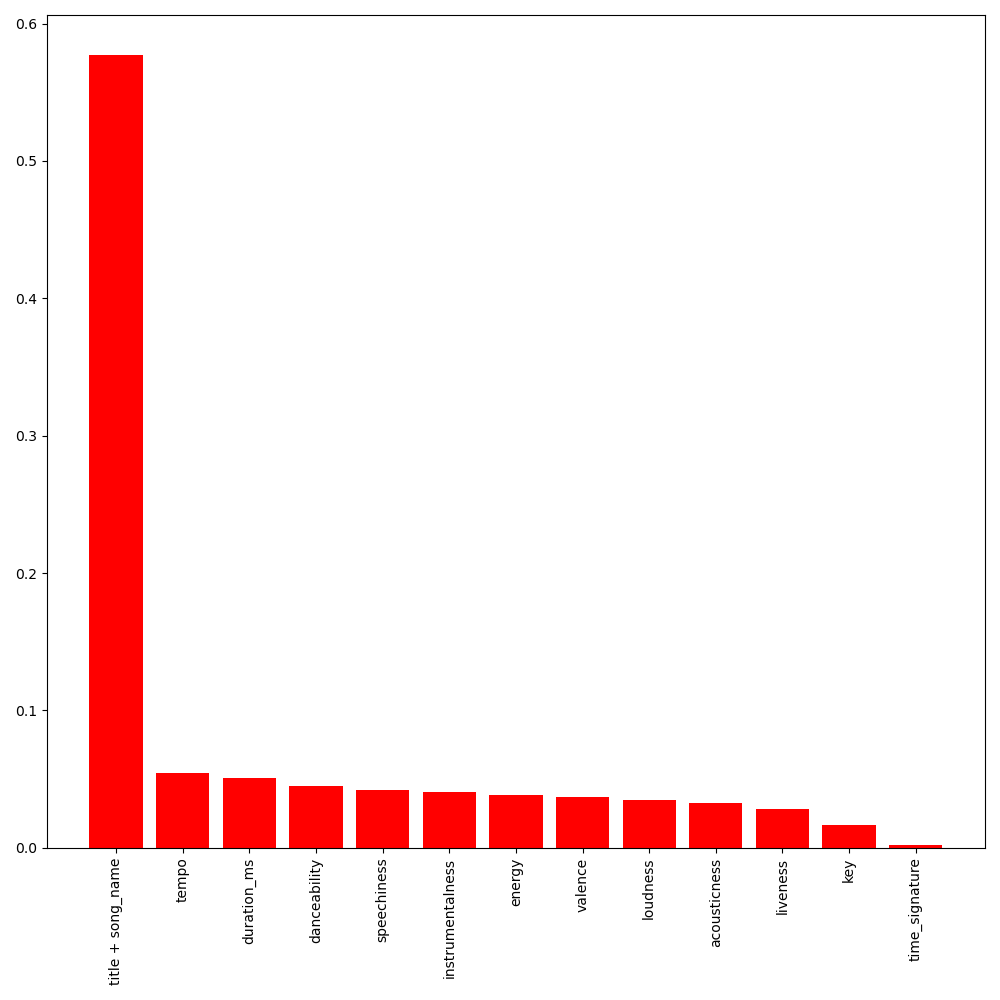 0.6
0.5
0.4
0.3
0.2
0.1
0.0
title + song_name
tempo
duration_ms
danceability
speechiness
instrumentalness
energy
valence
loudness
acousticness
liveness
key
time_signature